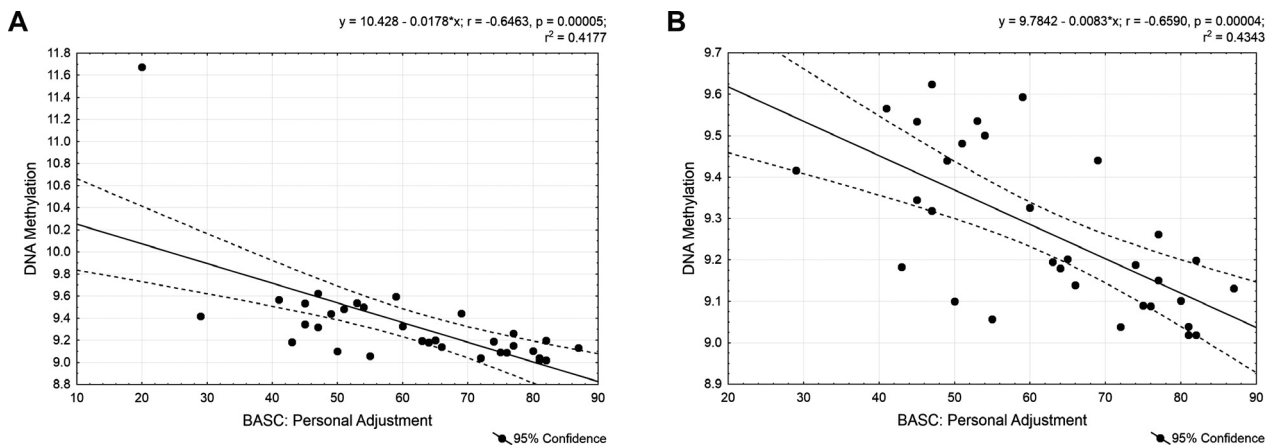 A
y = 10.428 - 0.0178*x; r = -0.6463, p = 0.00005;
r² = 0.4177
11.8
11.6
11.4
11.2
11.0
10.8
10.6
10.4
10.2
10.0
9.8
9.6
9.4
9.2
9.0
8.8
DNA Methylation
10 20 30 40 50 60 70 80 90
BASC: Personal Adjustment
95% Confidence
B
y = 9.7842 - 0.0083*x; r = -0.6590, p = 0.00004;
r² = 0.4343
9.7
9.6
9.5
9.4
9.3
9.2
9.1
9.0
8.9
DNA Methylation
20 30 40 50 60 70 80 90
BASC: Personal Adjustment
95% Confidence